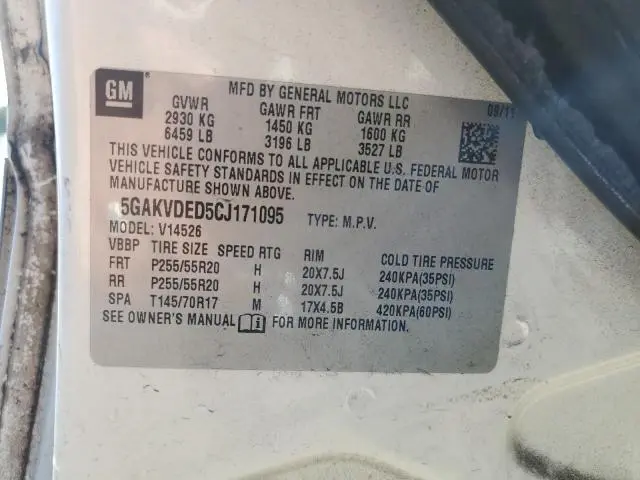 GM
MFD BY GENERAL MOTORS LLC
09/11
GVWR GAWR FRT GAWR RR
2930 KG 1450 KG 1600 KG
6459 LB 3196 LB 3527 LB
THIS VEHICLE CONFORMS TO ALL APPLICABLE U.S. FEDERAL MOTOR
VEHICLE SAFETY STANDARDS IN EFFECT ON THE DATE OF
MANUFACTURE SHOWN ABOVE.
5GAKVDED5CJ171095 TYPE: M.P.V.
MODEL: V14526
VBBP TIRE SIZE SPEED RTG RIM COLD TIRE PRESSURE
FRT P255/55R20 H 20X7.5J 240KPA(35PSI)
RR P255/55R20 H 20X7.5J 240KPA(35PSI)
SPA T145/70R17 M 17X4.5B 420KPA(60PSI)
SEE OWNER'S MANUAL FOR MORE INFORMATION.